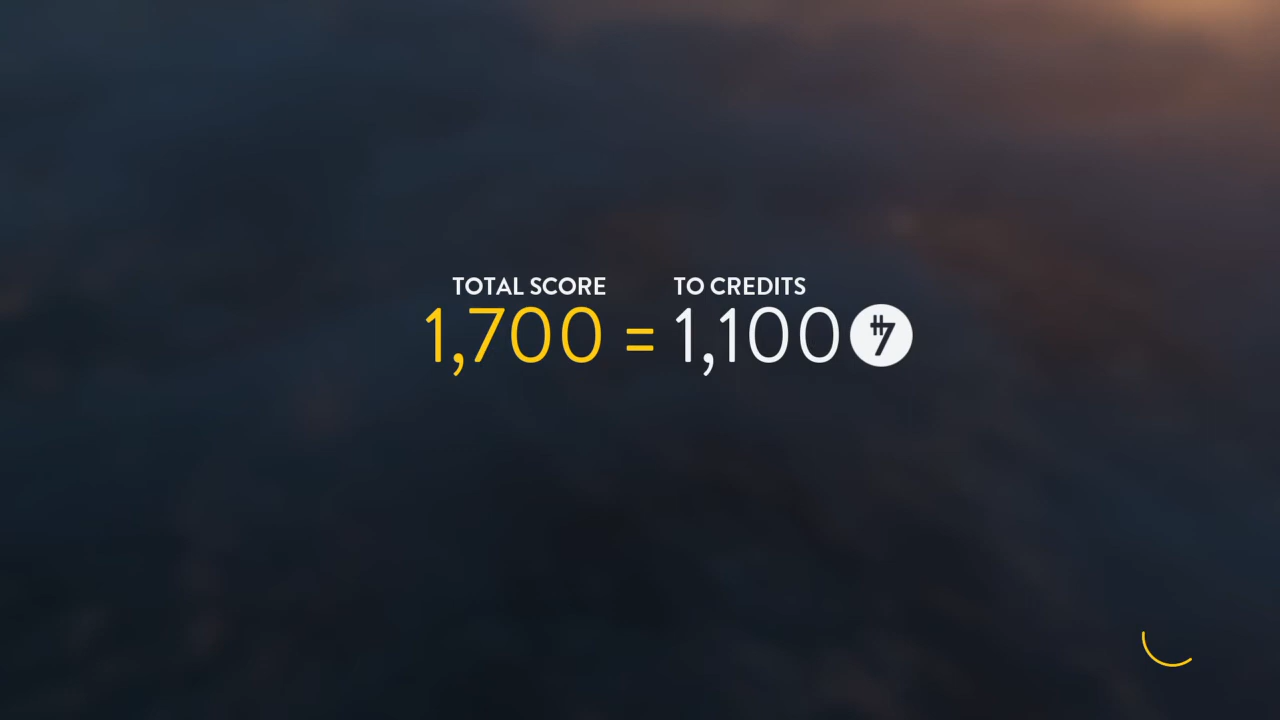 TOTAL SCORE TO CREDITS
1,700 = 1,100